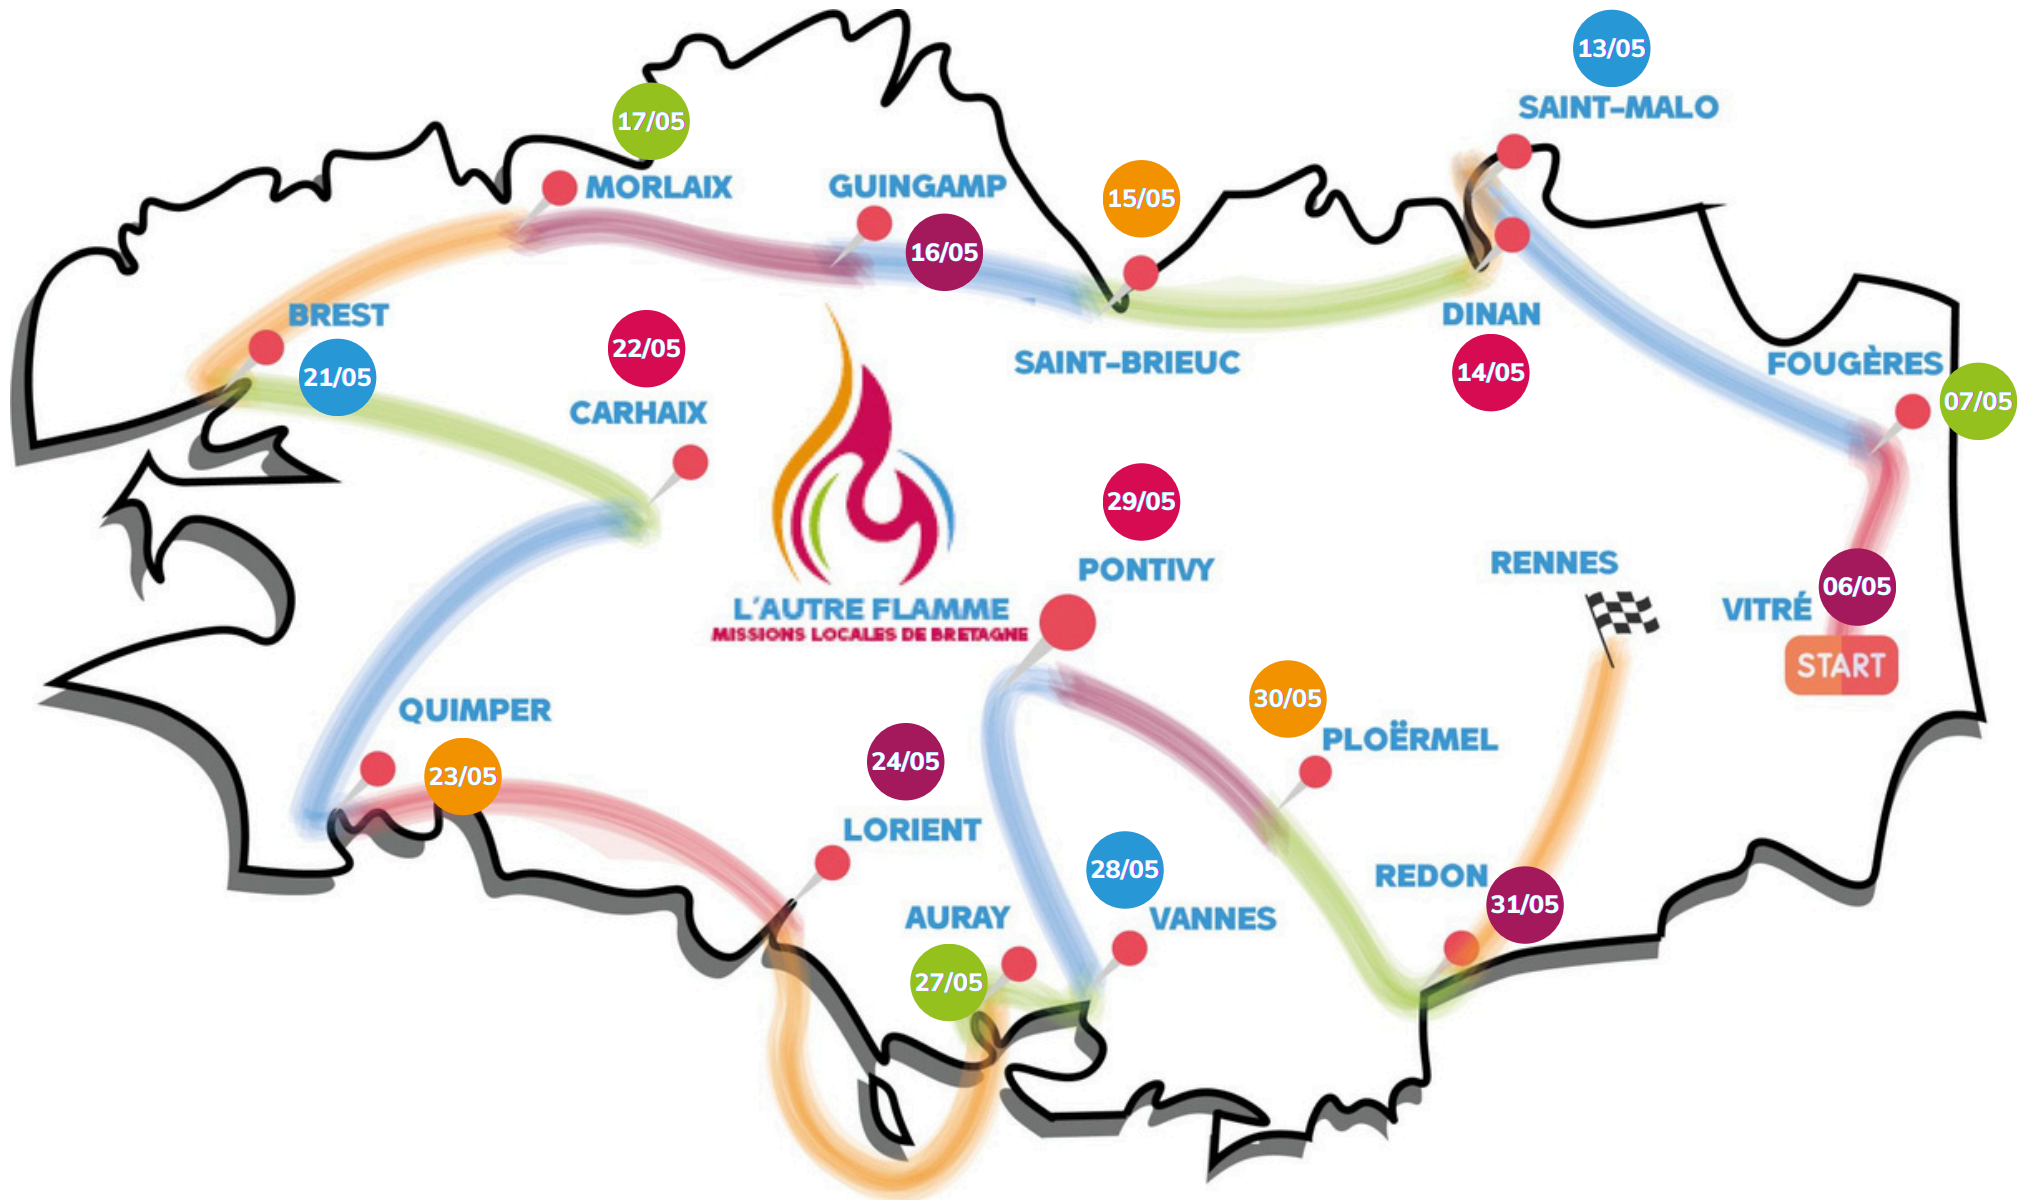 13/05
SAINT-MALO
17/05
MORLAIX
GUINGAMP
16/05
15/05
SAINT-BRIEUC
DINAN
14/05
FOUGÈRES
07/05
BREST
21/05
22/05
CARHAIX
29/05
PONTIVY
L'AUTRE FLAMME
MISSIONS LOCALES DE BRETAGNE
RENNES
VITRÉ
06/05
START
QUIMPER
23/05
24/05
LORIENT
30/05
PLOËRMEL
28/05
VANNES
AURAY
27/05
REDON
31/05